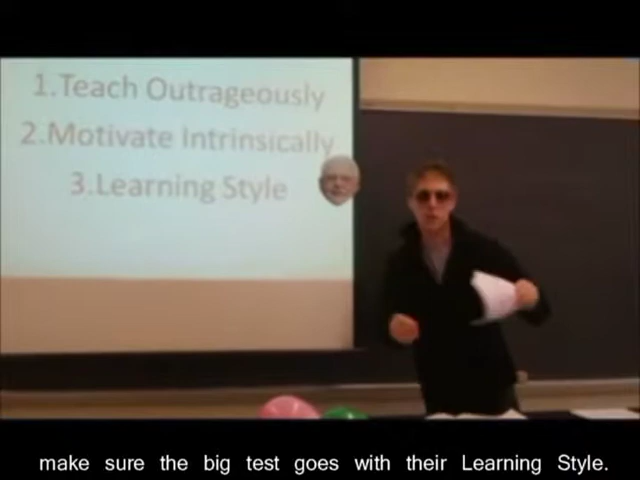 1.Teach Outrageously
2.Motivate Intrinsically
3.Learning Style
make sure the big test goes with their Learning Style.